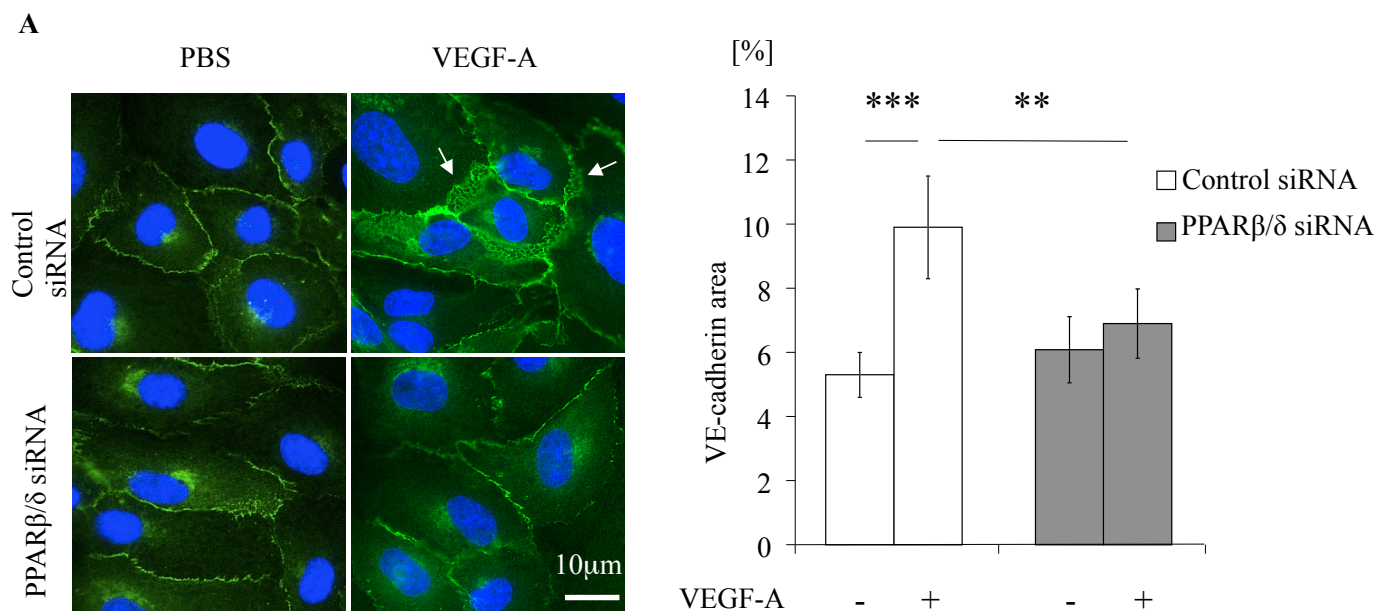 A
PBS
VEGF-A
Control
siRNA
PPARβ/δ siRNA
10μm
[%]
14
12
10
8
6
4
2
0
VE-cadherin area
***
**
Control siRNA
PPARβ/δ siRNA
VEGF-A - + - +